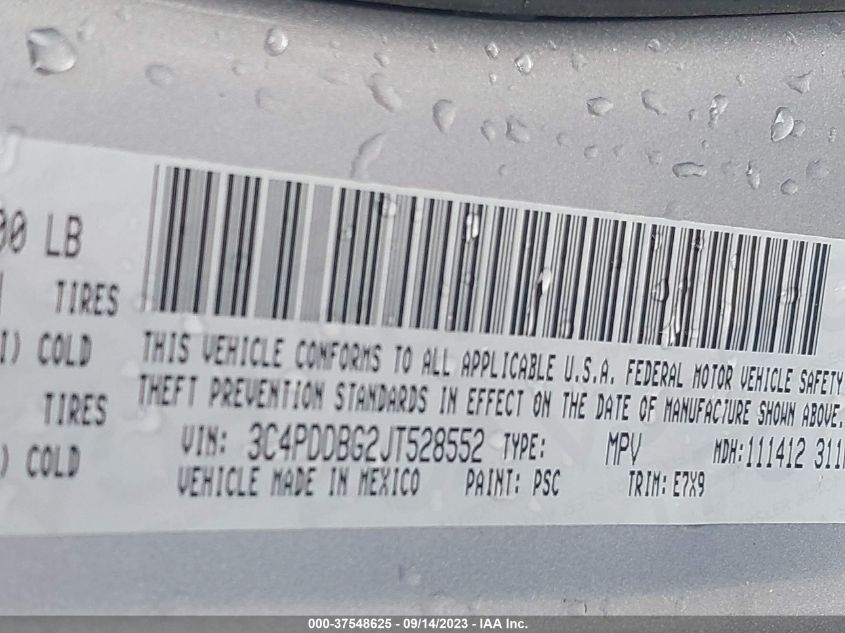 00 LB
TIRES
COLD
TIRES
COLD
THIS VEHICLE CONFORMS TO ALL APPLICABLE U.S.A. FEDERAL MOTOR VEHICLE SAFETY
THEFT PREVENTION STANDARDS IN EFFECT ON THE DATE OF MANUFACTURE SHOWN ABOVE.
VIN: 3C4PDDBG2JT528552 TYPE: MPV MDH:111412 311
VEHICLE MADE IN MEXICO PAINT: PSC TRIM: E7X9
000-37548625 - 09/14/2023 - IAA Inc.